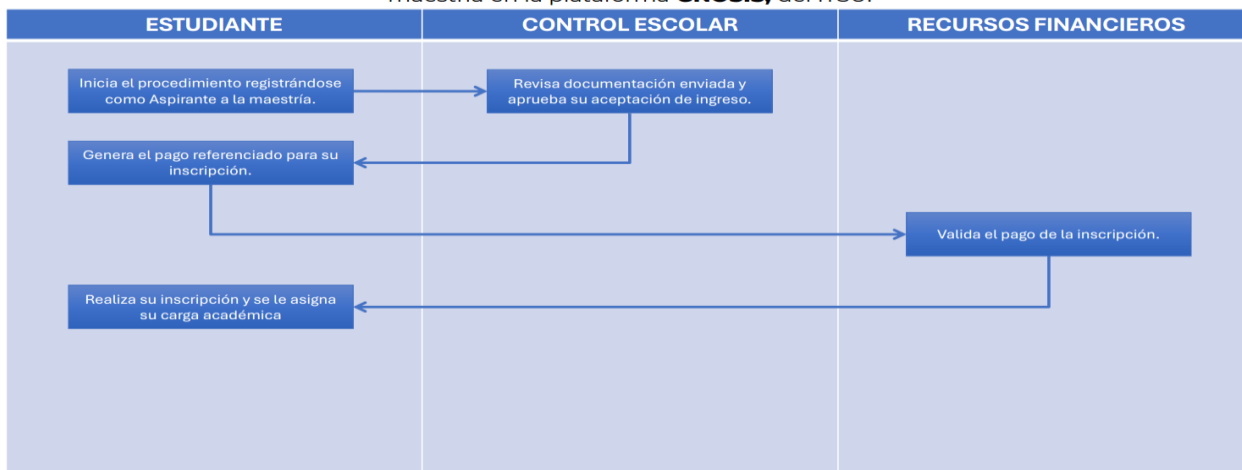 ESTUDIANTE
CONTROL ESCOLAR
RECURSOS FINANCIEROS
Inicia el procedimiento registrándose
como Aspirante a la maestría.
Revisa documentación enviada y
aprueba su aceptación de ingreso.
Genera el pago referenciado para su
inscripción.
Valida el pago de la inscripción.
Realiza su inscripción y se le asigna
su carga académica